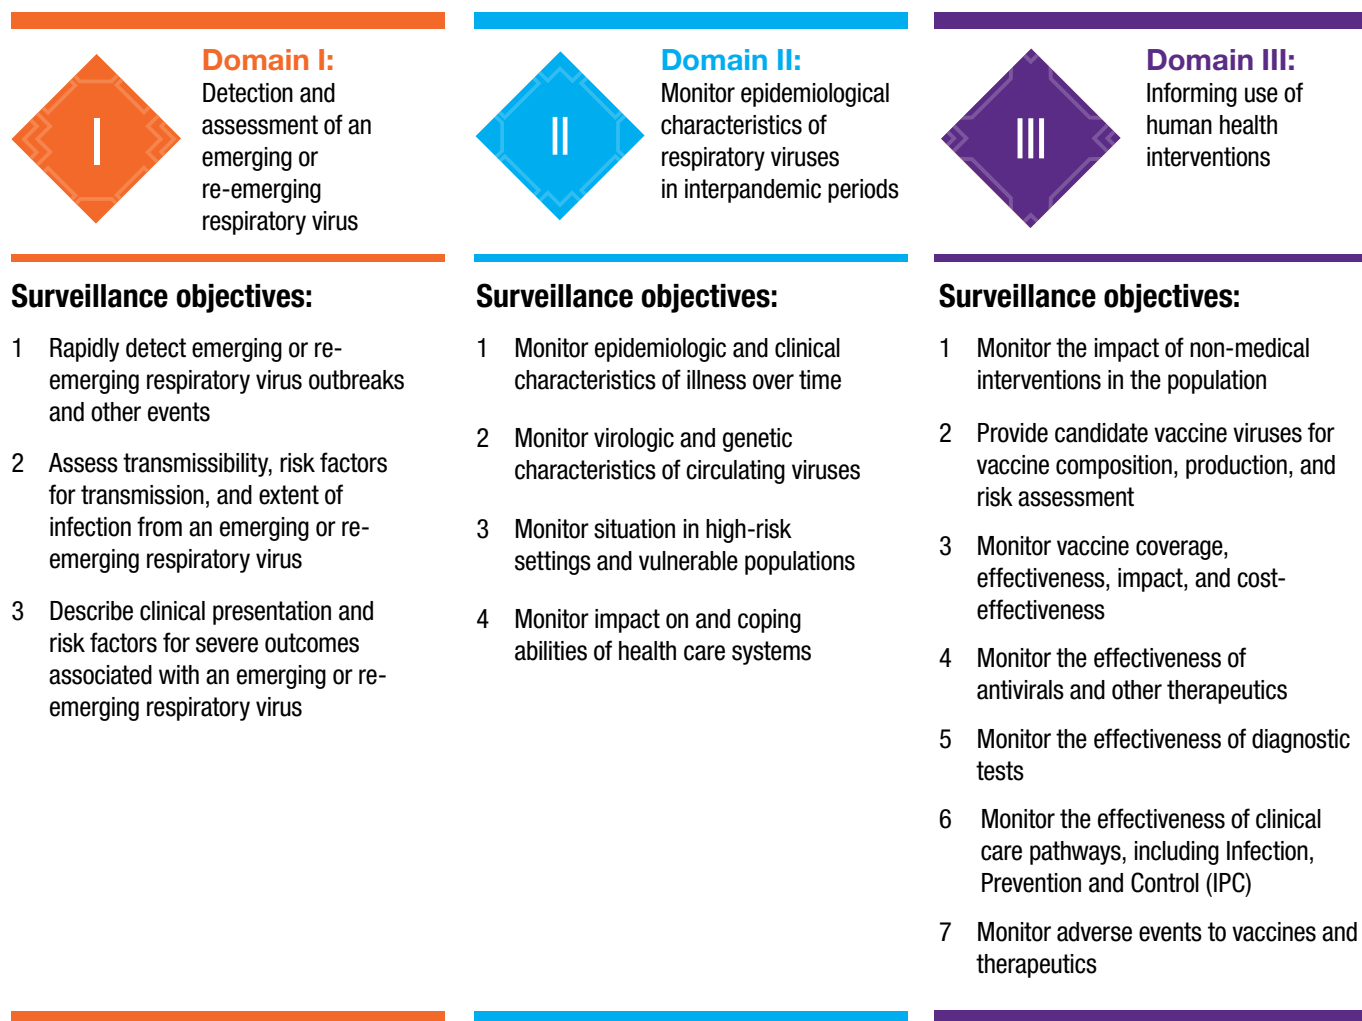 I
Domain I:
Detection and
assessment of an
emerging or
re-emerging
respiratory virus
Surveillance objectives:
1 Rapidly detect emerging or re-
emerging respiratory virus outbreaks
and other events
2 Assess transmissibility, risk factors
for transmission, and extent of
infection from an emerging or re-
emerging respiratory virus
3 Describe clinical presentation and
risk factors for severe outcomes
associated with an emerging or re-
emerging respiratory virus
II
Domain II:
Monitor epidemiological
characteristics of
respiratory viruses
in interpandemic periods
Surveillance objectives:
1 Monitor epidemiologic and clinical
characteristics of illness over time
2 Monitor virologic and genetic
characteristics of circulating viruses
3 Monitor situation in high-risk
settings and vulnerable populations
4 Monitor impact on and coping
abilities of health care systems
III
Domain III:
Informing use of
human health
interventions
Surveillance objectives:
1 Monitor the impact of non-medical
interventions in the population
2 Provide candidate vaccine viruses for
vaccine composition, production, and
risk assessment
3 Monitor vaccine coverage,
effectiveness, impact, and cost-
effectiveness
4 Monitor the effectiveness of
antivirals and other therapeutics
5 Monitor the effectiveness of diagnostic
tests
6 Monitor the effectiveness of clinical
care pathways, including Infection,
Prevention and Control (IPC)
7 Monitor adverse events to vaccines and
therapeutics